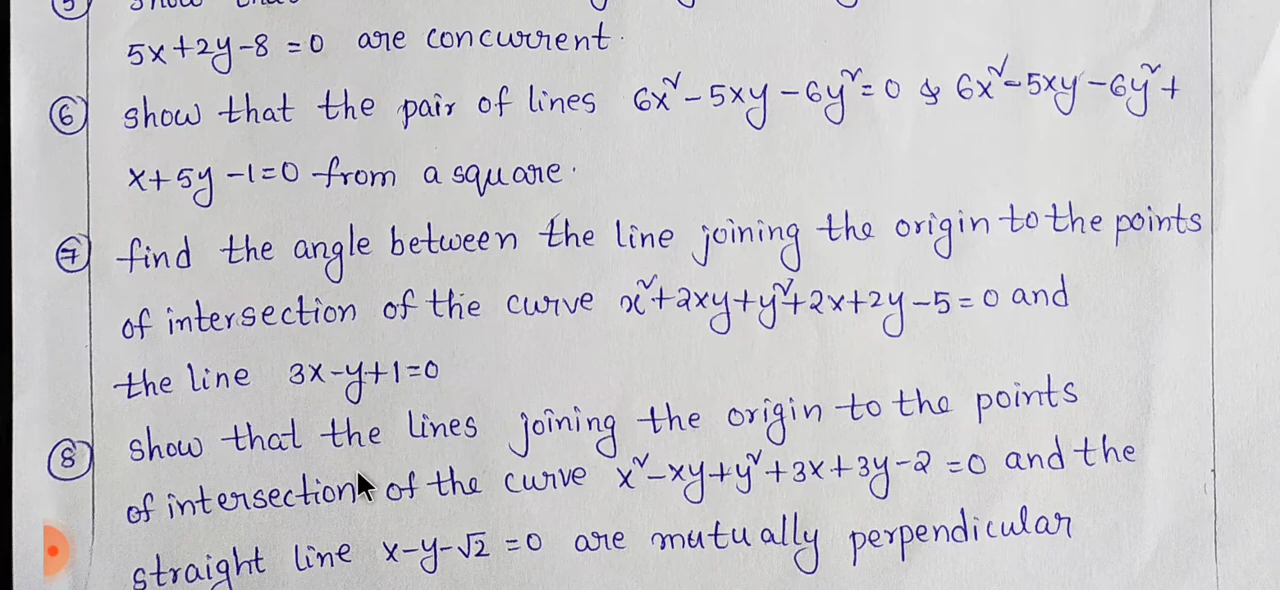 5x+2y-8=0 are concurrent.
⑥ show that the pair of lines 6x²-5xy-6y²=0 & 6x²-5xy-6y²+
x+5y-1=0 from a square.
⑦ find the angle between the line joining the origin to the points
of intersection of the curve x²+2xy+y²+2x+2y-5=0 and
the line 3x-y+1=0
⑧ show that the lines joining the origin to the points
of intersection of the curve x²-xy+y²+3x+3y-2=0 and the
straight line x-y-√2=0 are mutually perpendicular